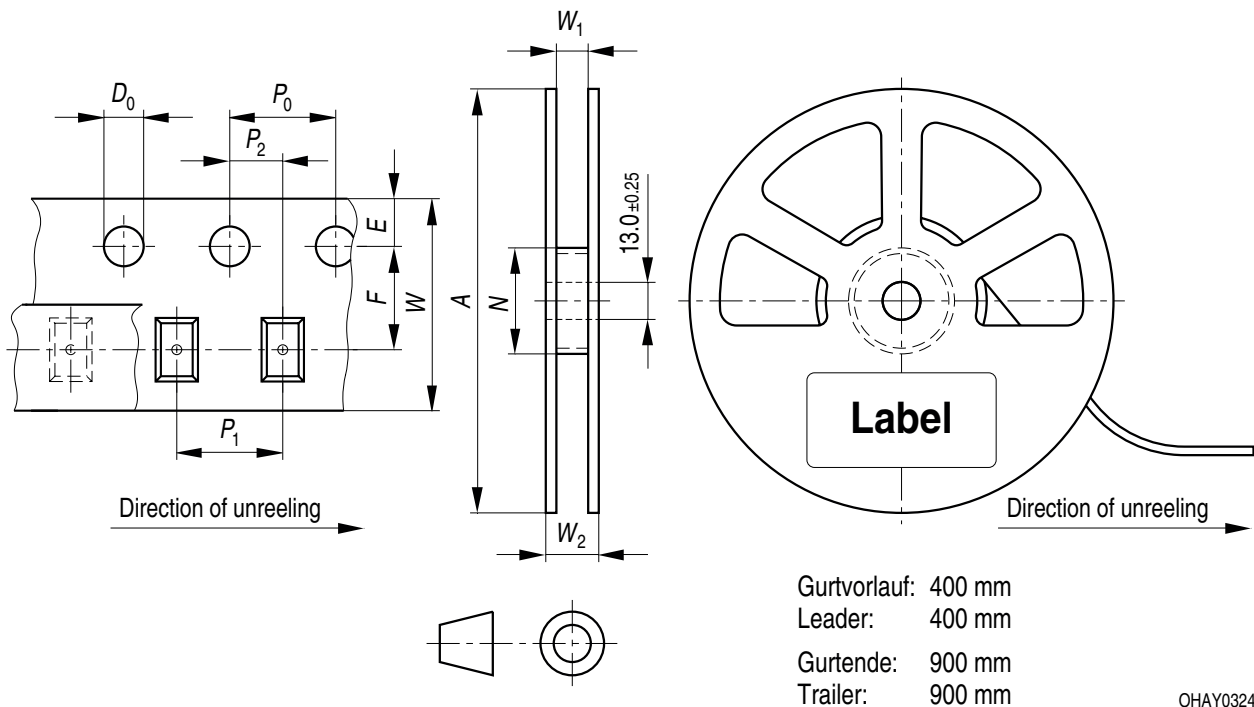 W1
D0
P0
P2
E
F
W
A
N
13.0±0.25
P1
W2
Label
Direction of unreeling
Direction of unreeling
Gurtvorlauf: 400 mm
Leader: 400 mm
Gurtende: 900 mm
Trailer: 900 mm
OHAY0324